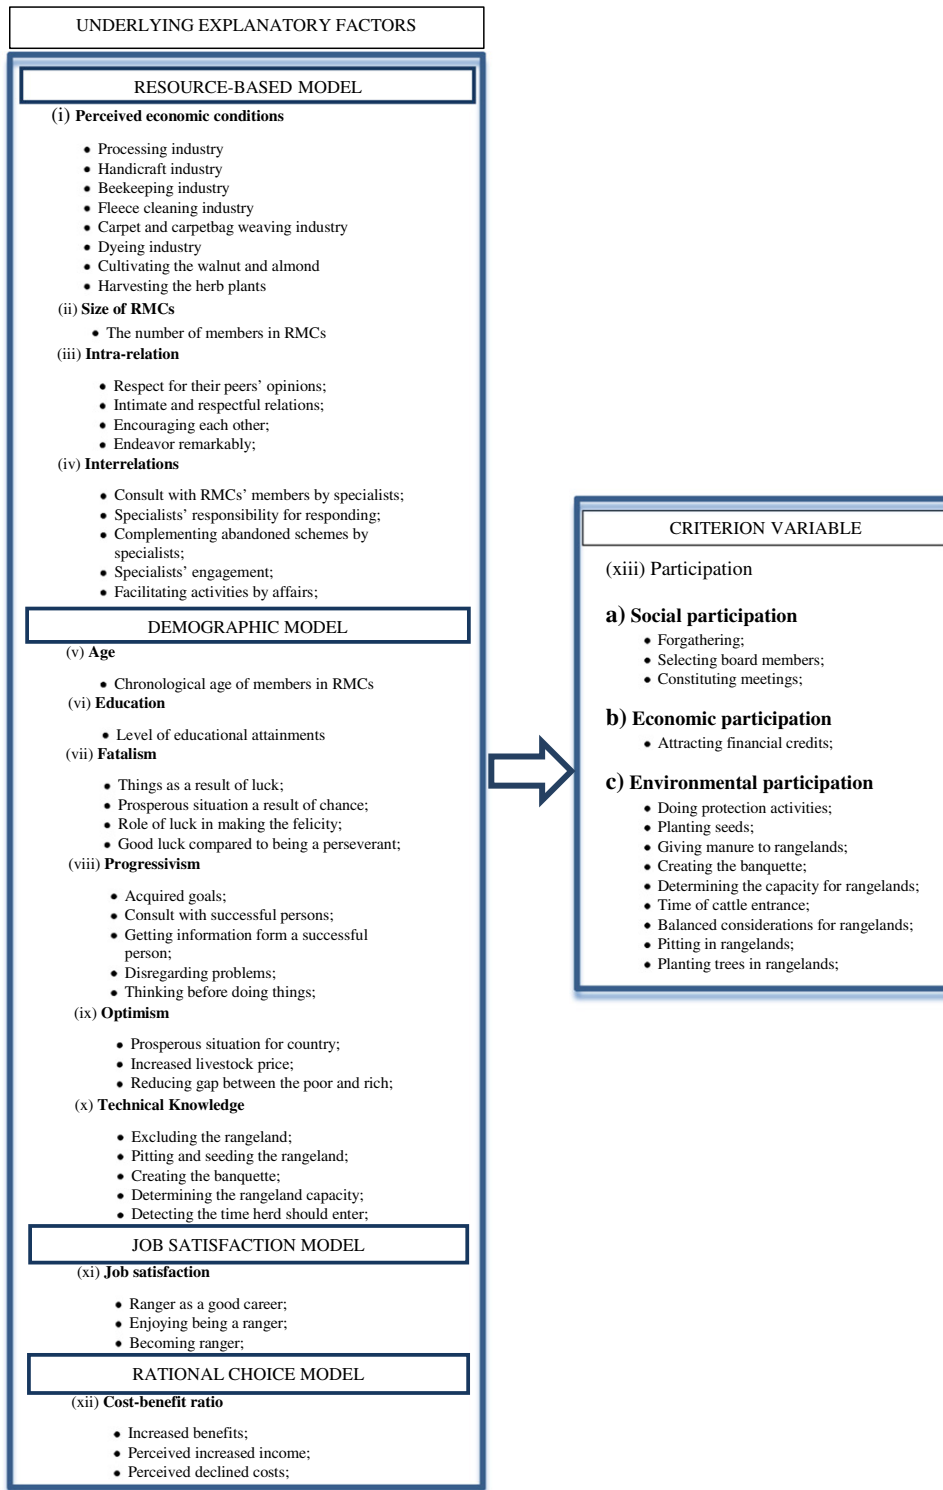 UNDERLYING EXPLANATORY FACTORS
RESOURCE-BASED MODEL
(i) Perceived economic conditions
• Processing industry
• Handicraft industry
• Beekeeping industry
• Fleece cleaning industry
• Carpet and carpetbag weaving industry
• Dyeing industry
• Cultivating the walnut and almond
• Harvesting the herb plants
(ii) Size of RMCs
• The number of members in RMCs
(iii) Intra-relation
• Respect for their peers’ opinions;
• Intimate and respectful relations;
• Encouraging each other;
• Endeavor remarkably;
(iv) Interrelations
• Consult with RMCs’ members by specialists;
• Specialists’ responsibility for responding;
• Complementing abandoned schemes by
specialists;
• Specialists’ engagement;
• Facilitating activities by affairs;
DEMOGRAPHIC MODEL
(v) Age
• Chronological age of members in RMCs
(vi) Education
• Level of educational attainments
(vii) Fatalism
• Things as a result of luck;
• Prosperous situation a result of chance;
• Role of luck in making the felicity;
• Good luck compared to being a perseverant;
(viii) Progressivism
• Acquired goals;
• Consult with successful persons;
• Getting information form a successful
person;
• Disregarding problems;
• Thinking before doing things;
(ix) Optimism
• Prosperous situation for country;
• Increased livestock price;
• Reducing gap between the poor and rich;
(x) Technical Knowledge
• Excluding the rangeland;
• Pitting and seeding the rangeland;
• Creating the banquette;
• Determining the rangeland capacity;
• Detecting the time herd should enter;
JOB SATISFACTION MODEL
(xi) Job satisfaction
• Ranger as a good career;
• Enjoying being a ranger;
• Becoming ranger;
RATIONAL CHOICE MODEL
(xii) Cost-benefit ratio
• Increased benefits;
• Perceived increased income;
• Perceived declined costs;
CRITERION VARIABLE
(xiii) Participation
a) Social participation
• Forgathering;
• Selecting board members;
• Constituting meetings;
b) Economic participation
• Attracting financial credits;
c) Environmental participation
• Doing protection activities;
• Planting seeds;
• Giving manure to rangelands;
• Creating the banquette;
• Determining the capacity for rangelands;
• Time of cattle entrance;
• Balanced considerations for rangelands;
• Pitting in rangelands;
• Planting trees in rangelands;